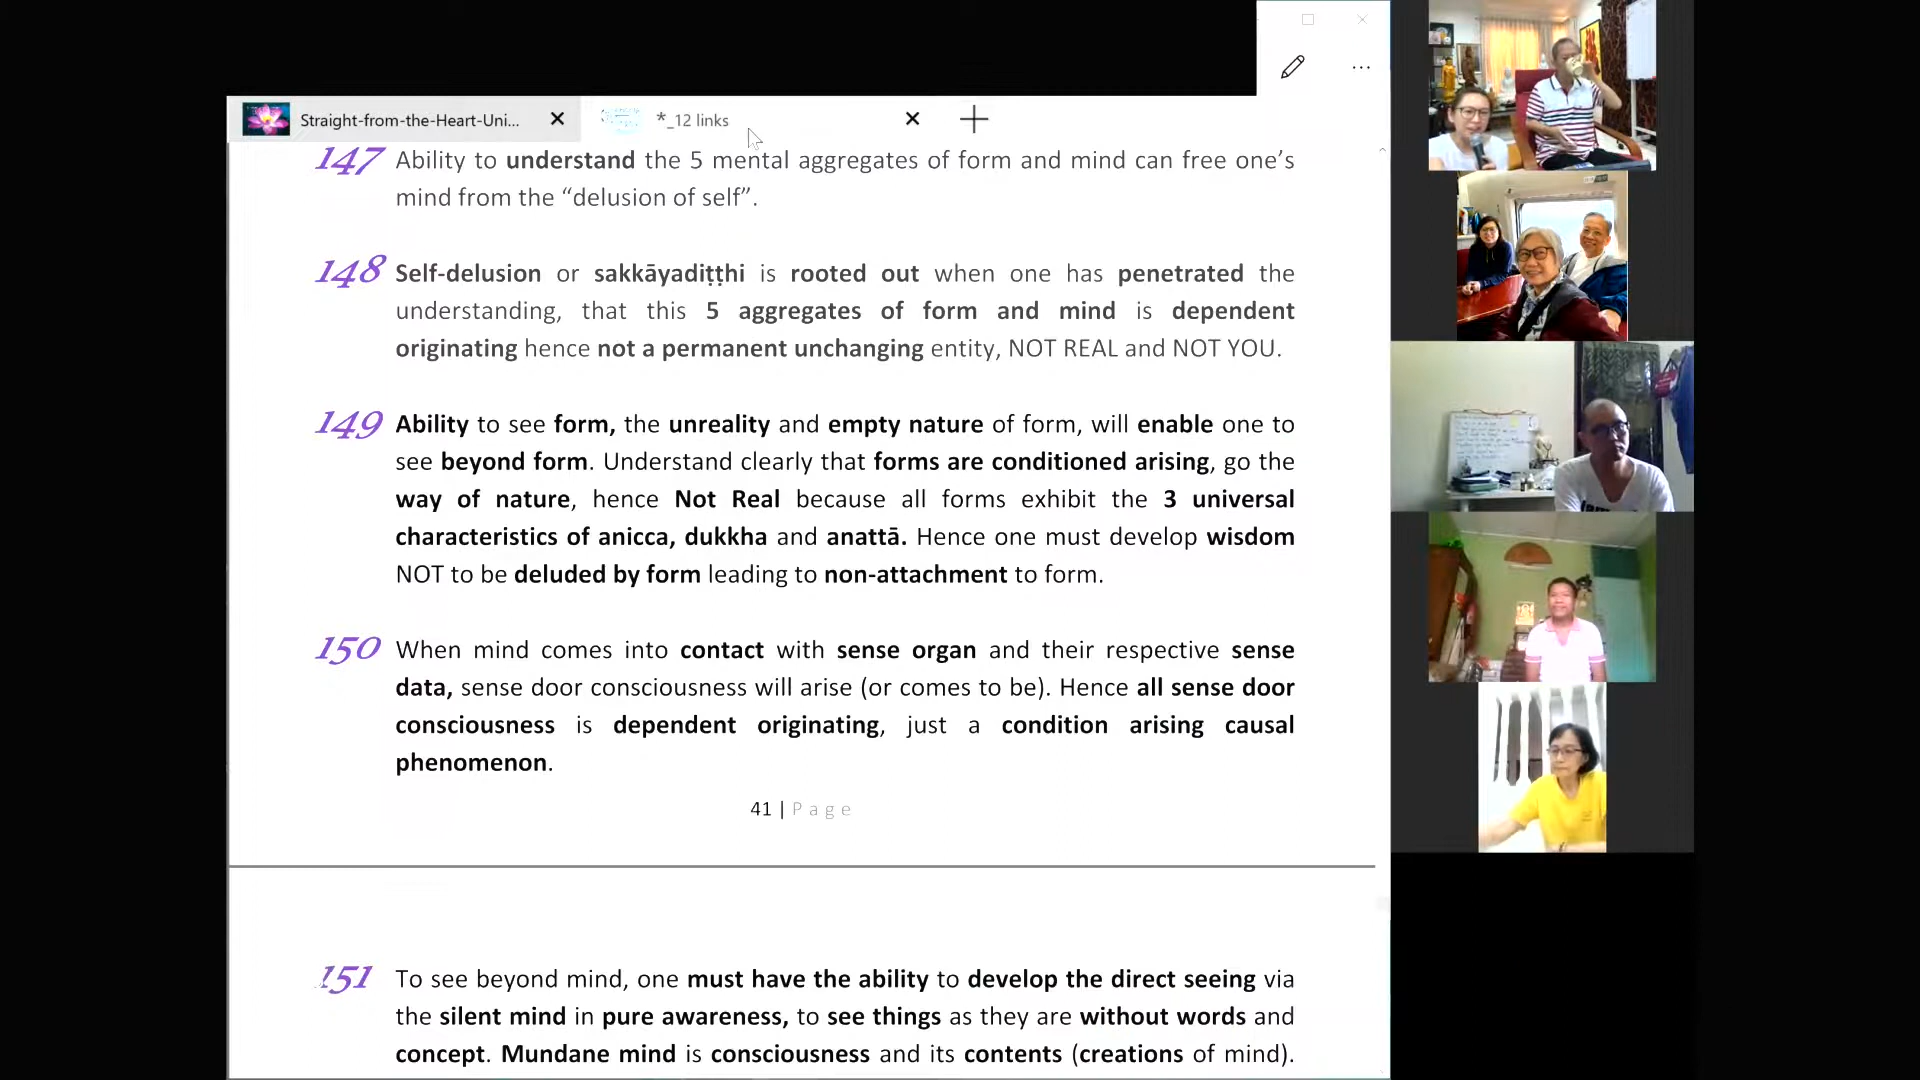 Straight-from-the-Heart-Uni...
*_12 links
147 Ability to understand the 5 mental aggregates of form and mind can free one’s
mind from the “delusion of self”.
148 Self-delusion or sakkāyadiṭṭhi is rooted out when one has penetrated the
understanding, that this 5 aggregates of form and mind is dependent
originating hence not a permanent unchanging entity, NOT REAL and NOT YOU.
149 Ability to see form, the unreality and empty nature of form, will enable one to
see beyond form. Understand clearly that forms are conditioned arising, go the
way of nature, hence Not Real because all forms exhibit the 3 universal
characteristics of anicca, dukkha and anattā. Hence one must develop wisdom
NOT to be deluded by form leading to non-attachment to form.
150 When mind comes into contact with sense organ and their respective sense
data, sense door consciousness will arise (or comes to be). Hence all sense door
consciousness is dependent originating, just a condition arising causal
phenomenon.
41 | Page
151 To see beyond mind, one must have the ability to develop the direct seeing via
the silent mind in pure awareness, to see things as they are without words and
concept. Mundane mind is consciousness and its contents (creations of mind).